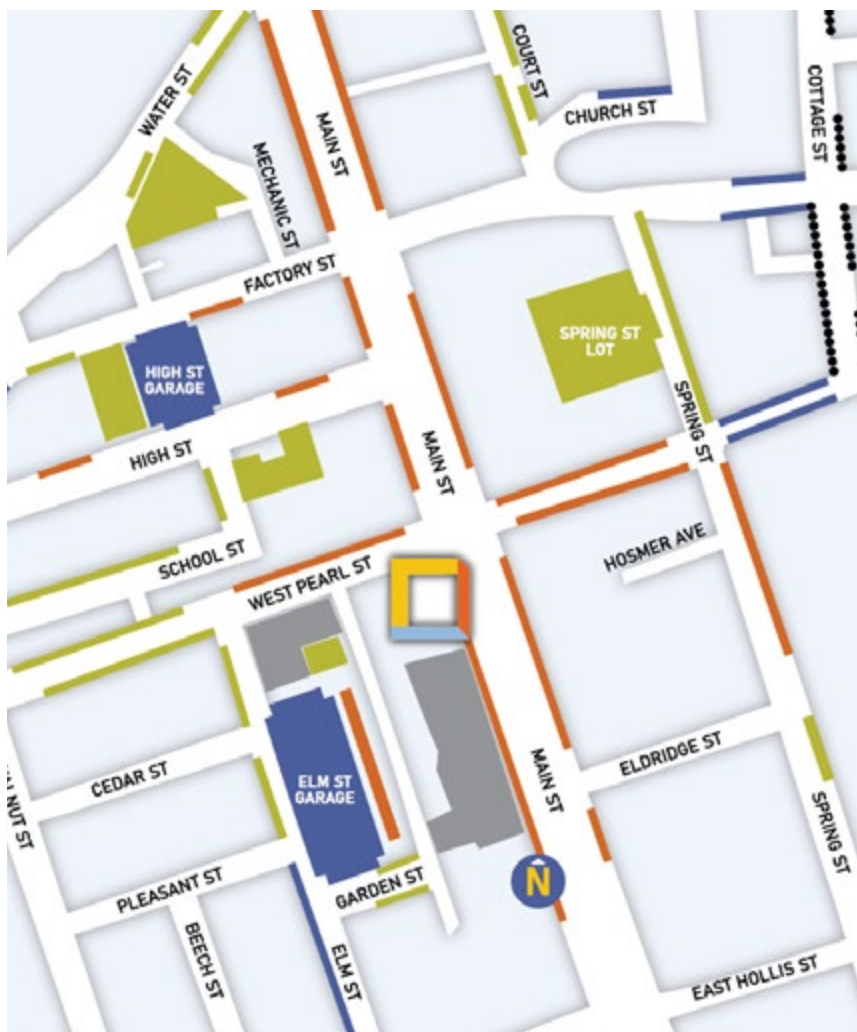 WATER ST
MAIN ST
COURT ST
CHURCH ST
COTTAGE ST
MECHANIC ST
FACTORY ST
HIGH ST
GARAGE
SPRING ST
LOT
SPRING ST
MAIN ST
HIGH ST
SCHOOL ST
WEST PEARL ST
HOSMER AVE
CEDAR ST
ELM ST
GARAGE
MAIN ST
ELDRIDGE ST
SPRING ST
NUT ST
PLEASANT ST
GARDEN ST
N
BEECH ST
ELM ST
EAST HOLLIS ST